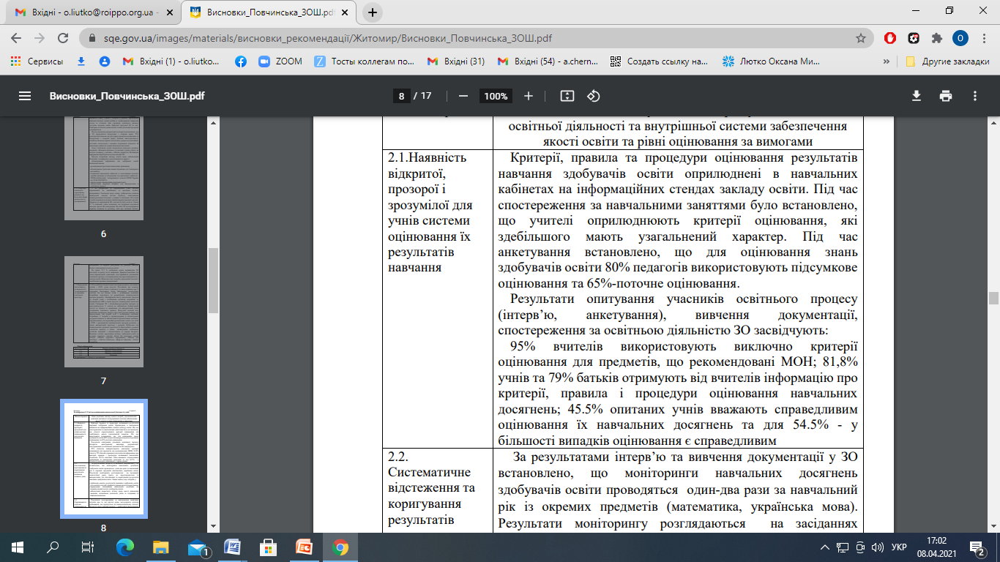 Вхідні - o.liutko@roippo.org.ua -
Висновки_Повчинська_ЗОШ.pdf
sqe.gov.ua/images/materials/висновки_рекомендації/Житомир/Висновки_Повчинська_ЗОШ.pdf
O
Сервисы
Вхідні (1) - o.liutko...
ZOOM
Тосты коллегам по...
Вхідні (31)
Вхідні (54) - a.chern...
Создать ссылку на...
Лютко Оксана Ми...
»
Другие закладки
Висновки_Повчинська_ЗОШ.pdf
8 / 17
100%
6
7
8
освітньої діяльності та внутрішньої системи забезпечення
якості освіти та рівні оцінювання за вимогами
2.1.Наявність
відкритої,
прозорої і
зрозумілої для
учнів системи
оцінювання їх
результатів
навчання
Критерії, правила та процедури оцінювання результатів
навчання здобувачів освіти оприлюднені в навчальних
кабінетах на інформаційних стендах закладу освіти. Під час
спостереження за навчальними заняттями було встановлено,
що учителі оприлюднюють критерії оцінювання, які
здебільшого мають узагальнений характер. Під час
анкетування встановлено, що для оцінювання знань
здобувачів освіти 80% педагогів використовують підсумкове
оцінювання та 65%-поточне оцінювання.
Результати опитування учасників освітнього процесу
(інтерв’ю, анкетування), вивчення документації,
спостереження за освітньою діяльністю ЗО засвідчують:
95% вчителів використовують виключно критерії
оцінювання для предметів, що рекомендовані МОН; 81,8%
учнів та 79% батьків отримують від вчителів інформацію про
критерії, правила і процедури оцінювання навчальних
досягнень; 45.5% опитаних учнів вважають справедливим
оцінювання їх навчальних досягнень та для 54.5% - у
більшості випадків оцінювання є справедливим
2.2.
Систематичне
відстеження та
коригування
результатів
За результатами інтерв’ю та вивчення документації у ЗО
встановлено, що моніторинги навчальних досягнень
здобувачів освіти проводяться один-два рази за навчальний
рік із окремих предметів (математика, українська мова).
Результати моніторингу розглядаються на засіданнях
1
УКР
17:02
08.04.2021
2